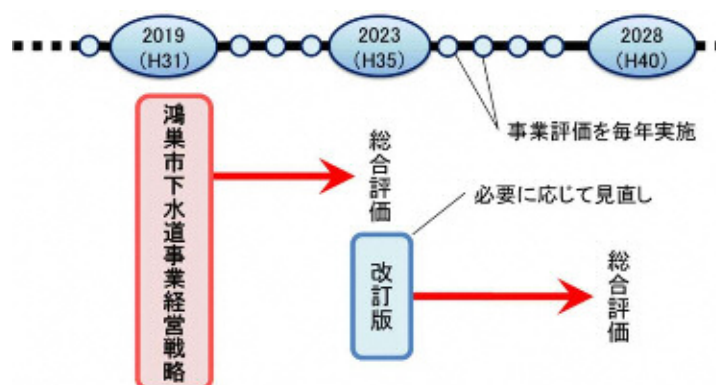 2019
(H31)
2023
(H35)
2028
(H40)
事業評価を毎年実施
鴻巣市下水道事業経営戦略
総合評価
必要に応じて見直し
改訂版
総合評価